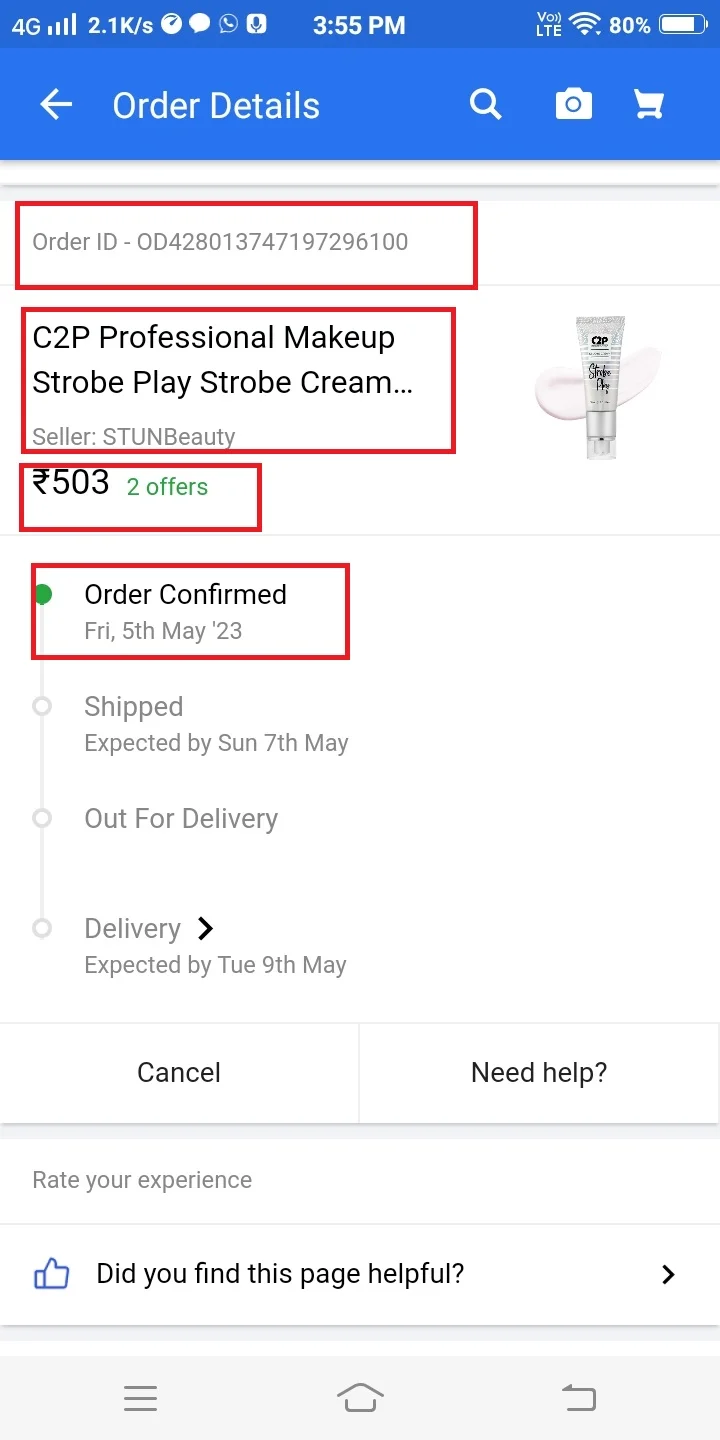 4G 2.1K/s 3:55 PM Vo)) LTE 80%
Order Details
Order ID - OD428013747197296100
C2P Professional Makeup
Strobe Play Strobe Cream...
Seller: STUNBeauty
C2P
Strobe
Play
₹503 2 offers
Order Confirmed
Fri, 5th May '23
Shipped
Expected by Sun 7th May
Out For Delivery
Delivery
Expected by Tue 9th May
Cancel Need help?
Rate your experience
Did you find this page helpful?